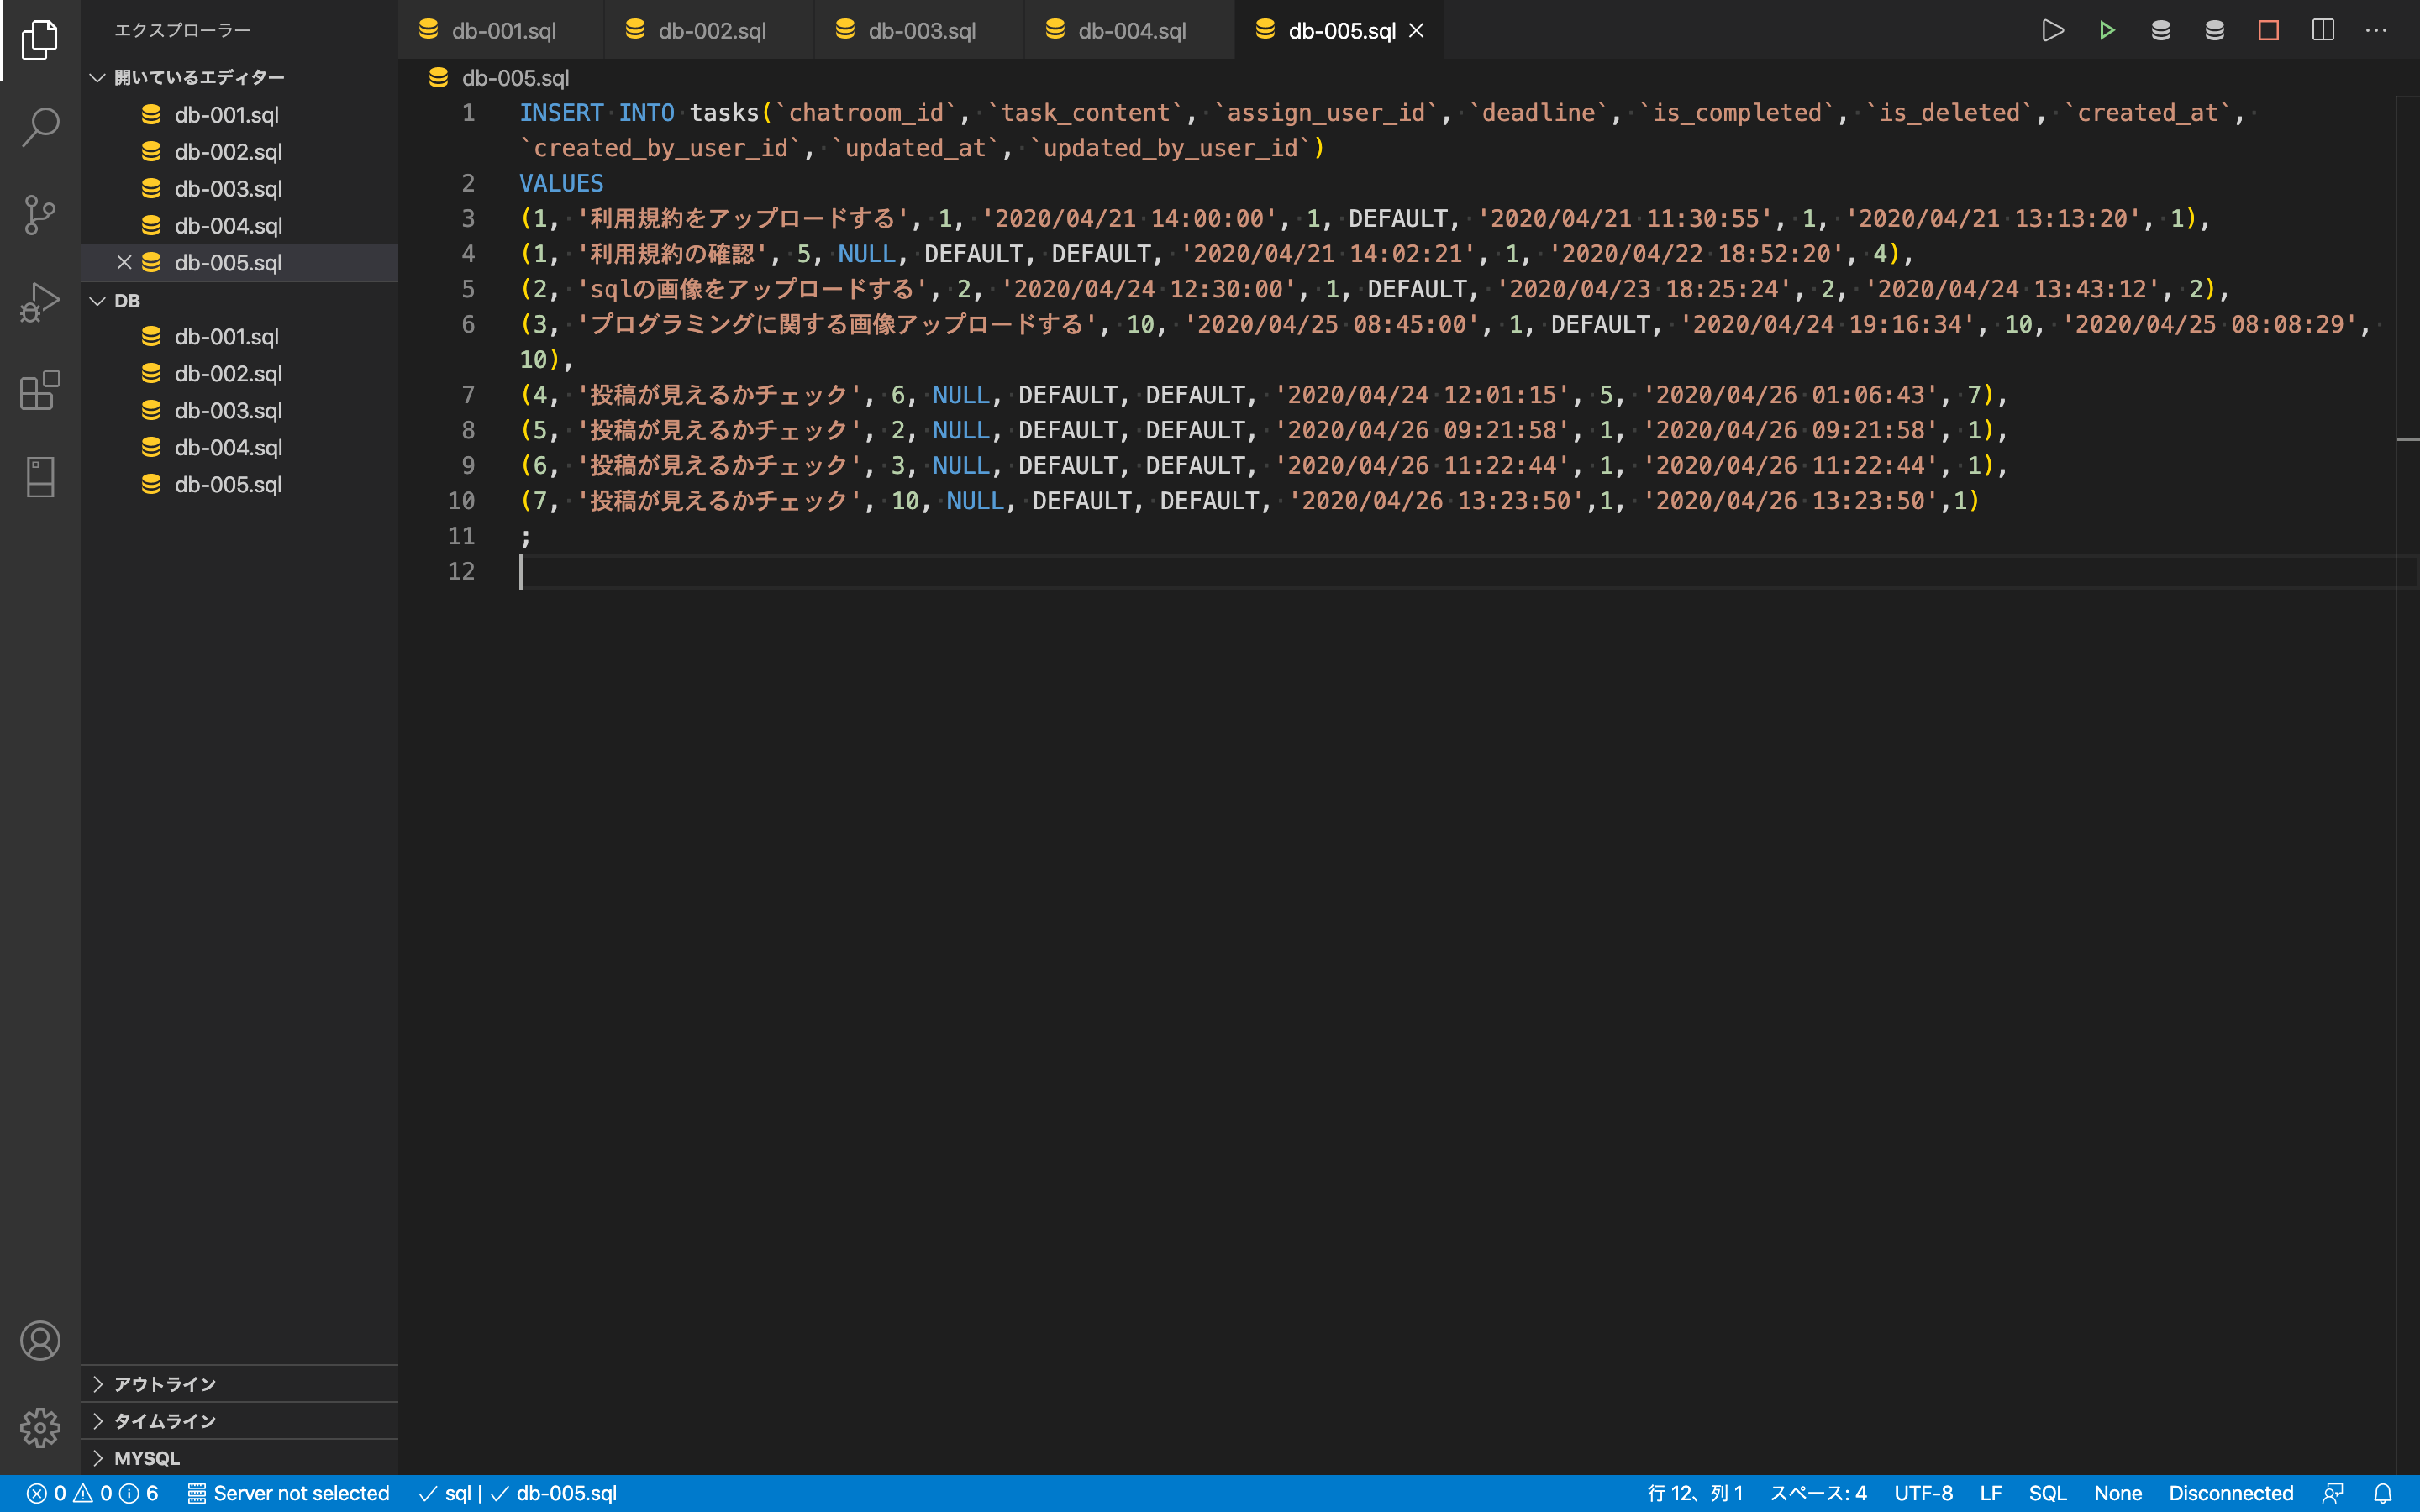 エクスプローラー
開いているエディター
db-001.sql
db-002.sql
db-003.sql
db-004.sql
db-005.sql
DB
db-001.sql
db-002.sql
db-003.sql
db-004.sql
db-005.sql
アウトライン
タイムライン
MYSQL
db-001.sql db-002.sql db-003.sql db-004.sql db-005.sql
db-005.sql
1 INSERT INTO tasks(`chatroom_id`, `task_content`, `assign_user_id`, `deadline`, `is_completed`, `is_deleted`, `created_at`,
`created_by_user_id`, `updated_at`, `updated_by_user_id`)
2 VALUES
3 (1, '利用規約をアップロードする', 1, '2020/04/21 14:00:00', 1, DEFAULT, '2020/04/21 11:30:55', 1, '2020/04/21 13:13:20', 1),
4 (1, '利用規約の確認', 5, NULL, DEFAULT, DEFAULT, '2020/04/21 14:02:21', 1, '2020/04/22 18:52:20', 4),
5 (2, 'sqlの画像をアップロードする', 2, '2020/04/24 12:30:00', 1, DEFAULT, '2020/04/23 18:25:24', 2, '2020/04/24 13:43:12', 2),
6 (3, 'プログラミングに関する画像アップロードする', 10, '2020/04/25 08:45:00', 1, DEFAULT, '2020/04/24 19:16:34', 10, '2020/04/25 08:08:29',
10),
7 (4, '投稿が見えるかチェック', 6, NULL, DEFAULT, DEFAULT, '2020/04/24 12:01:15', 5, '2020/04/26 01:06:43', 7),
8 (5, '投稿が見えるかチェック', 2, NULL, DEFAULT, DEFAULT, '2020/04/26 09:21:58', 1, '2020/04/26 09:21:58', 1),
9 (6, '投稿が見えるかチェック', 3, NULL, DEFAULT, DEFAULT, '2020/04/26 11:22:44', 1, '2020/04/26 11:22:44', 1),
10 (7, '投稿が見えるかチェック', 10, NULL, DEFAULT, DEFAULT, '2020/04/26 13:23:50',1, '2020/04/26 13:23:50',1)
11 ;
12
0 0 6 Server not selected sql | db-005.sql 行 12、列 1 スペース: 4 UTF-8 LF SQL None Disconnected